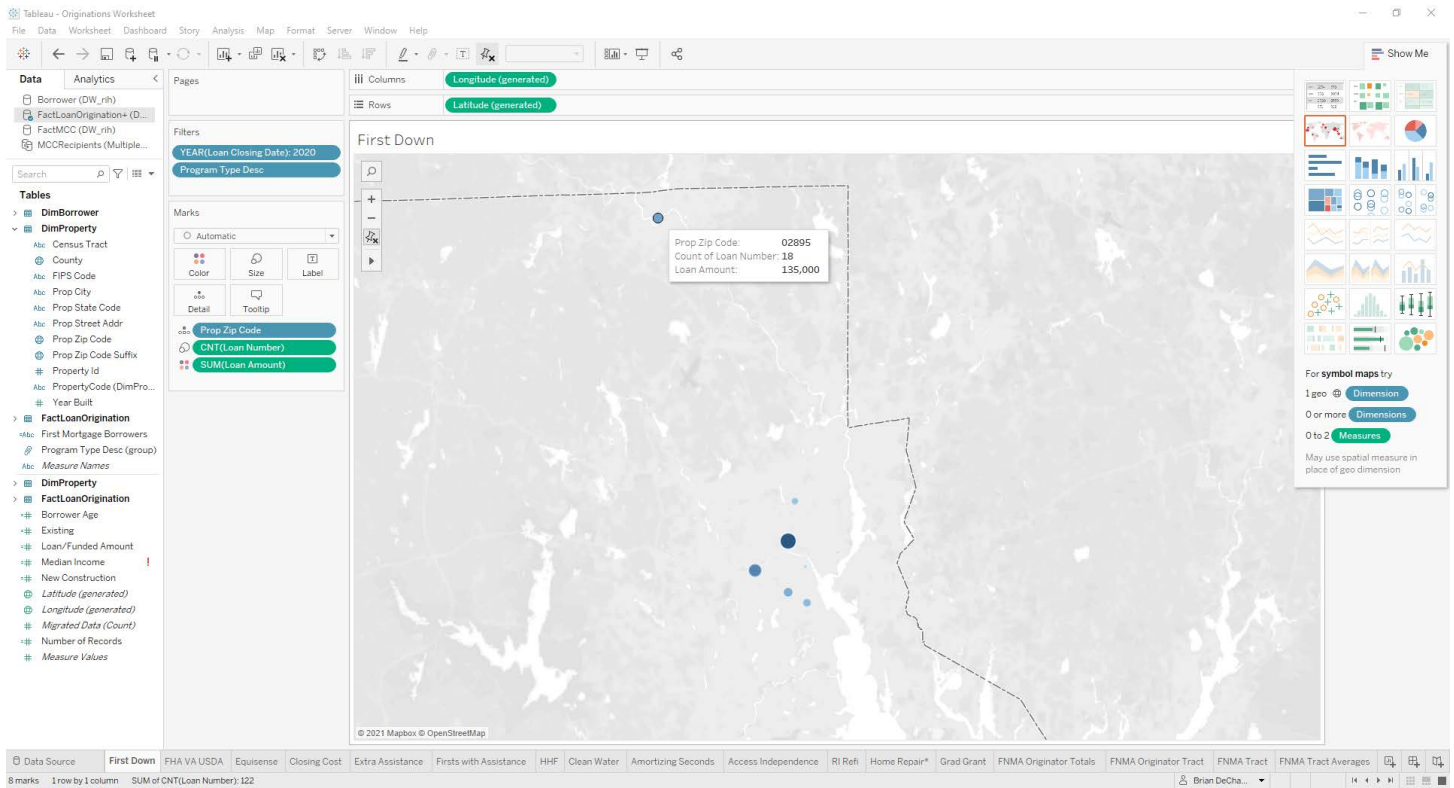 Tableau - Originations Worksheet
File Data Worksheet Dashboard Story Analysis Map Format Server Window Help
Show Me
Data Analytics
Borrower (DW_rih)
FactLoanOrigination+ (D...
FactMCC (DW_rih)
MCCRecipients (Multiple...
Search
Tables
DimBorrower
DimProperty
Abc Census Tract
County
Abc FIPS Code
Abc Prop City
Abc Prop State Code
Abc Prop Street Addr
Prop Zip Code
Prop Zip Code Suffix
# Property Id
Abc PropertyCode (DimPro...
# Year Built
FactLoanOrigination
=Abc First Mortgage Borrowers
Program Type Desc (group)
Abc Measure Names
DimProperty
FactLoanOrigination
=# Borrower Age
=# Existing
=# Loan/Funded Amount
=# Median Income !
=# New Construction
Latitude (generated)
Longitude (generated)
# Migrated Data (Count)
=# Number of Records
# Measure Values
Pages
Filters
YEAR(Loan Closing Date): 2020
Program Type Desc
Marks
Automatic
Color Size Label
Detail Tooltip
Prop Zip Code
CNT(Loan Number)
SUM(Loan Amount)
Columns Longitude (generated)
Rows Latitude (generated)
First Down
Prop Zip Code: 02895
Count of Loan Number: 18
Loan Amount: 135,000
© 2021 Mapbox © OpenStreetMap
For symbol maps try
1 geo Dimension
0 or more Dimensions
0 to 2 Measures
May use spatial measure in
place of geo dimension
Data Source First Down FHA VA USDA Equisense Closing Cost Extra Assistance Firsts with Assistance HHF Clean Water Amortizing Seconds Access Independence RI Refi Home Repair* Grad Grant FNMA Originator Totals FNMA Originator Tract FNMA Tract FNMA Tract Averages
8 marks 1 row by 1 column SUM of CNT(Loan Number): 122 Brian DeCha...